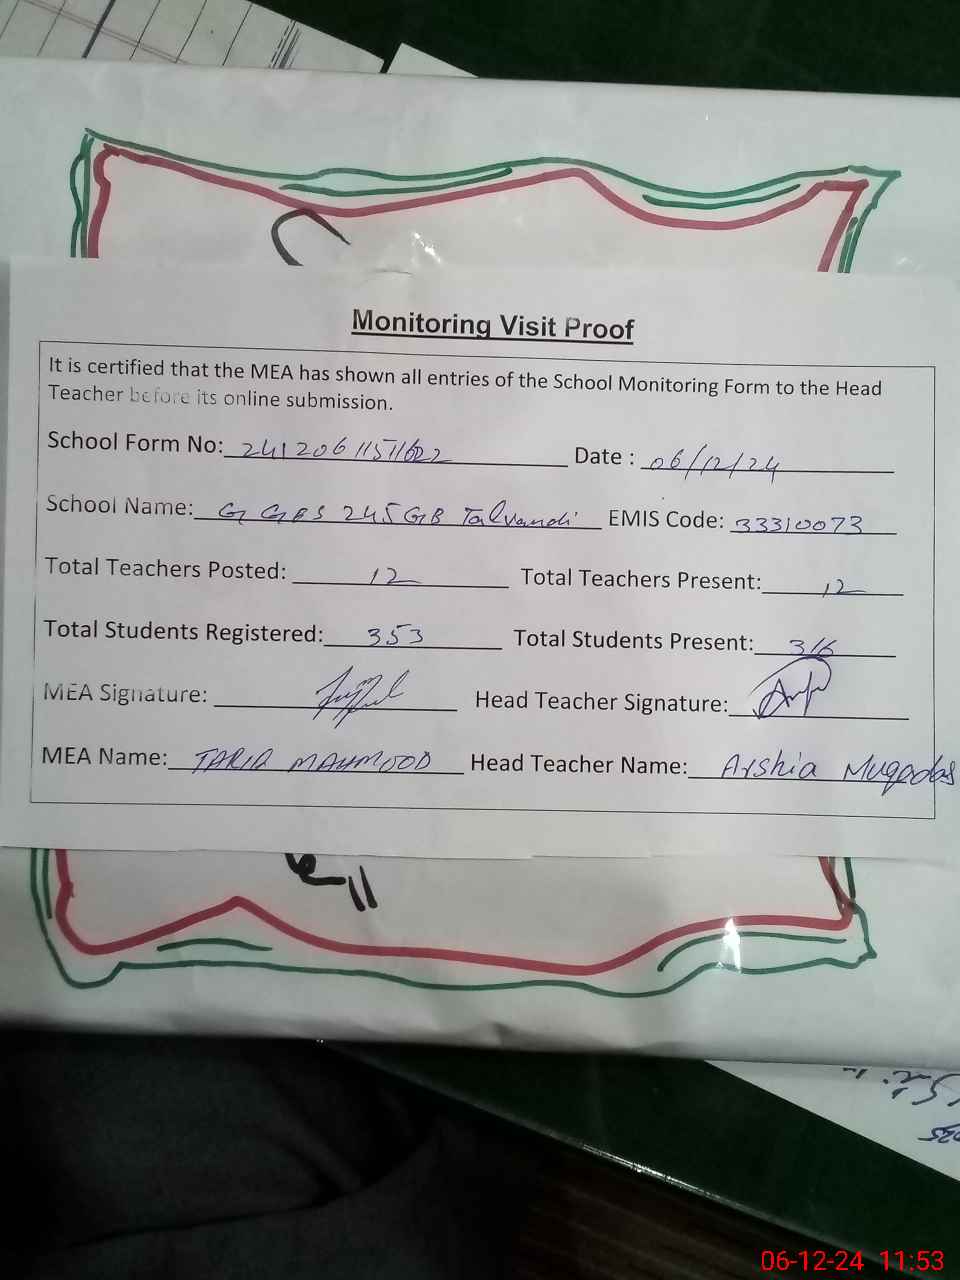 Monitoring Visit Proof
It is certified that the MEA has shown all entries of the School Monitoring Form to the Head
Teacher before its online submission.
School Form No: 24120611511622 Date : 06/12/24
School Name: G GES 245 GB Talvandi EMIS Code: 33310073
Total Teachers Posted: 12 Total Teachers Present: 12
Total Students Registered: 353 Total Students Present: 316
MEA Signature: Head Teacher Signature:
MEA Name: TARIQ MAHMOOD Head Teacher Name: Arshia Muqadas
06-12-24 11:53